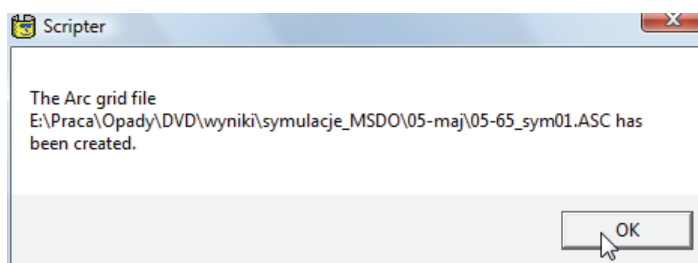 Scripter
The Arc grid file
E:\Praca\Opady\DVD\wyniki\symulacje_MSDO\05-maj\05-65_sym01.ASC has
been created.
OK